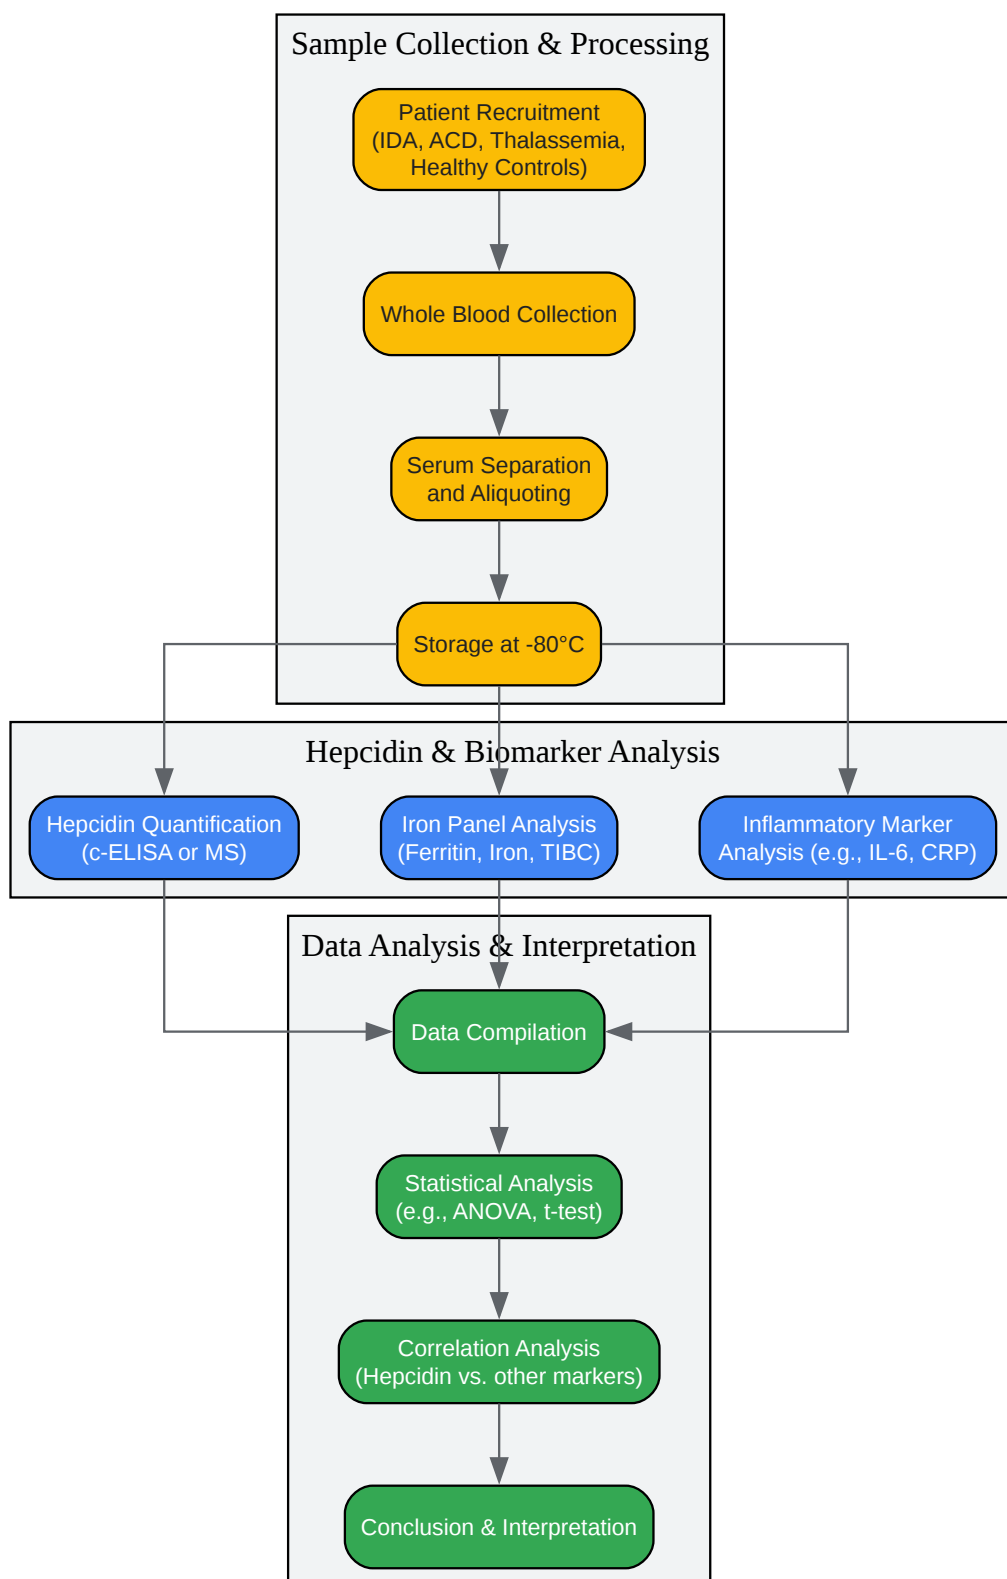 Sample Collection & Processing
Patient Recruitment
(IDA, ACD, Thalassemia,
Healthy Controls)
Whole Blood Collection
Serum Separation
and Aliquoting
Storage at -80°C
Hepcidin & Biomarker Analysis
Hepcidin Quantification
(c-ELISA or MS)
Iron Panel Analysis
(Ferritin, Iron, TIBC)
Inflammatory Marker
Analysis (e.g., IL-6, CRP)
Data Analysis & Interpretation
Data Compilation
Statistical Analysis
(e.g., ANOVA, t-test)
Correlation Analysis
(Hepcidin vs. other markers)
Conclusion & Interpretation